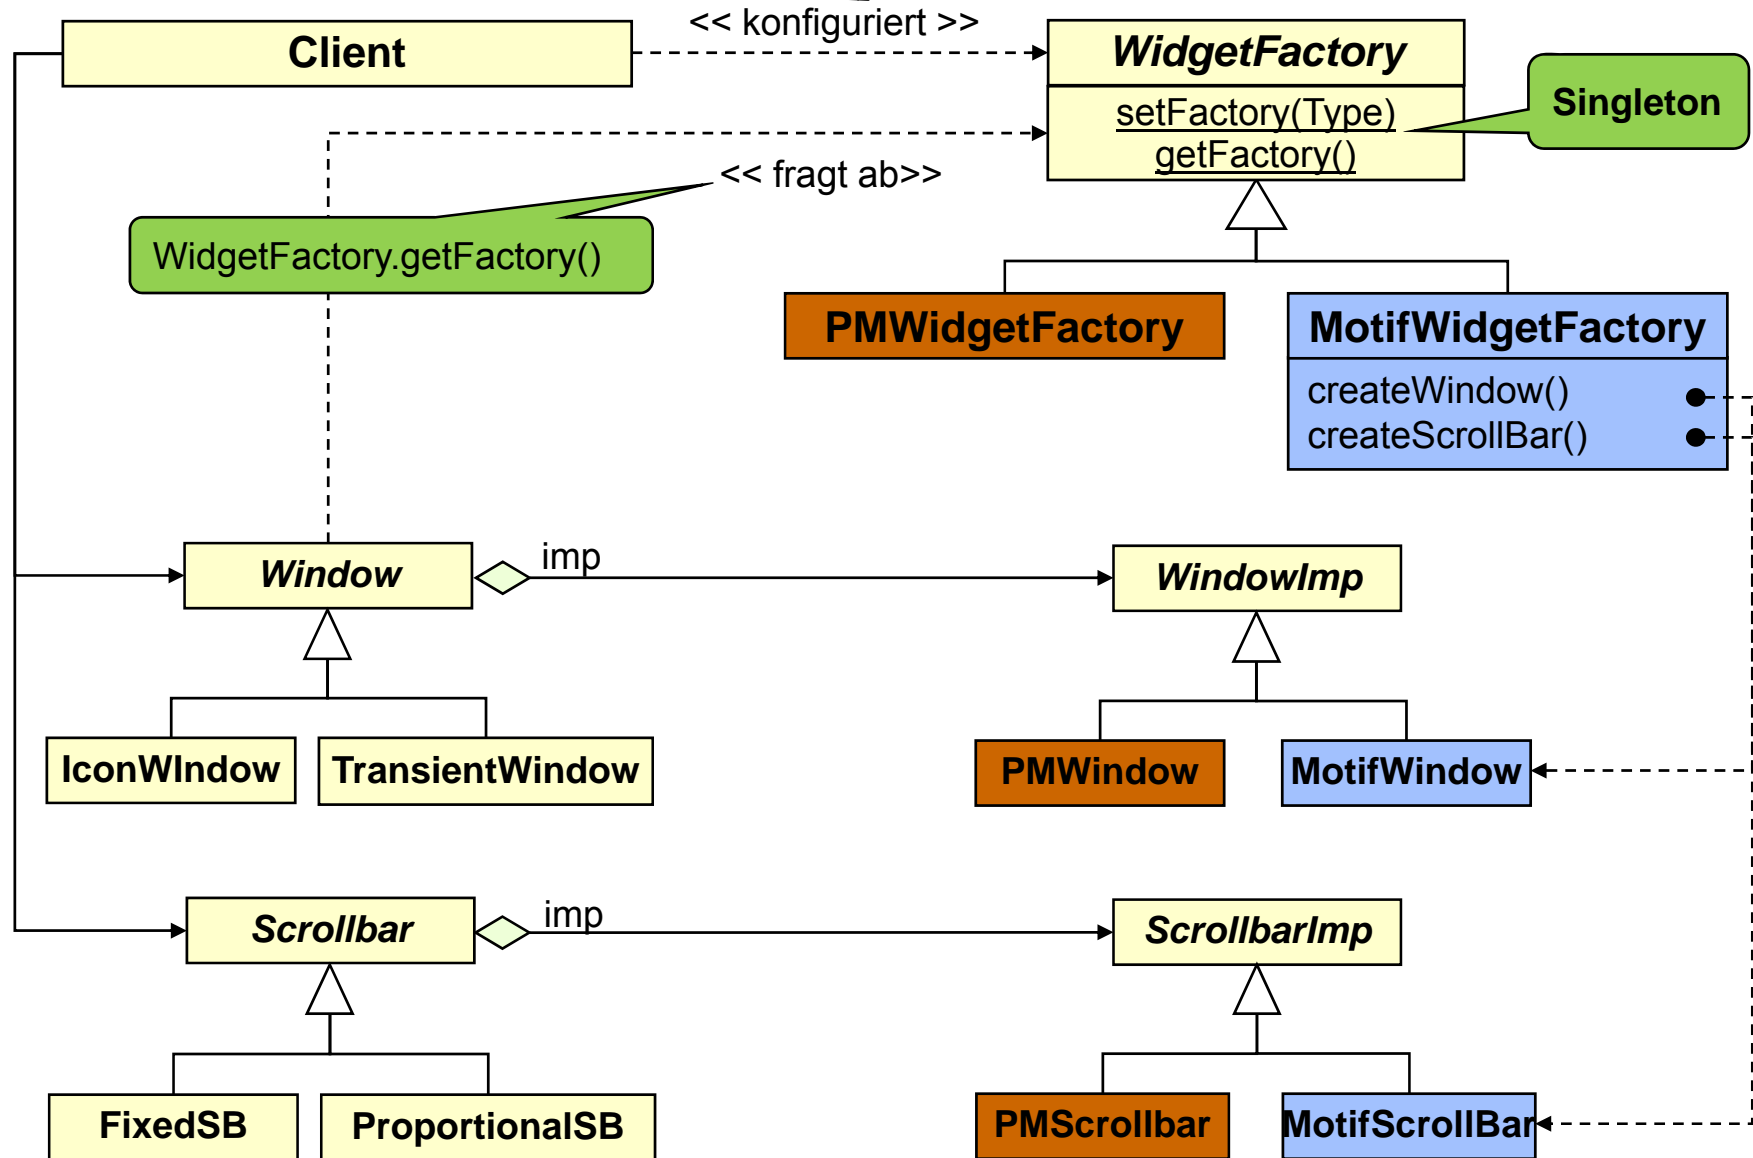 << konfiguriert >>
Client
WidgetFactory
setFactory(Type)
getFactory()
Singleton
<< fragt ab>>
WidgetFactory.getFactory()
PMWidgetFactory
MotifWidgetFactory
createWindow()
createScrollBar()
Window
imp
WindowImp
IconWIndow
TransientWindow
PMWindow
MotifWindow
Scrollbar
imp
ScrollbarImp
FixedSB
ProportionalSB
PMScrollbar
MotifScrollBar